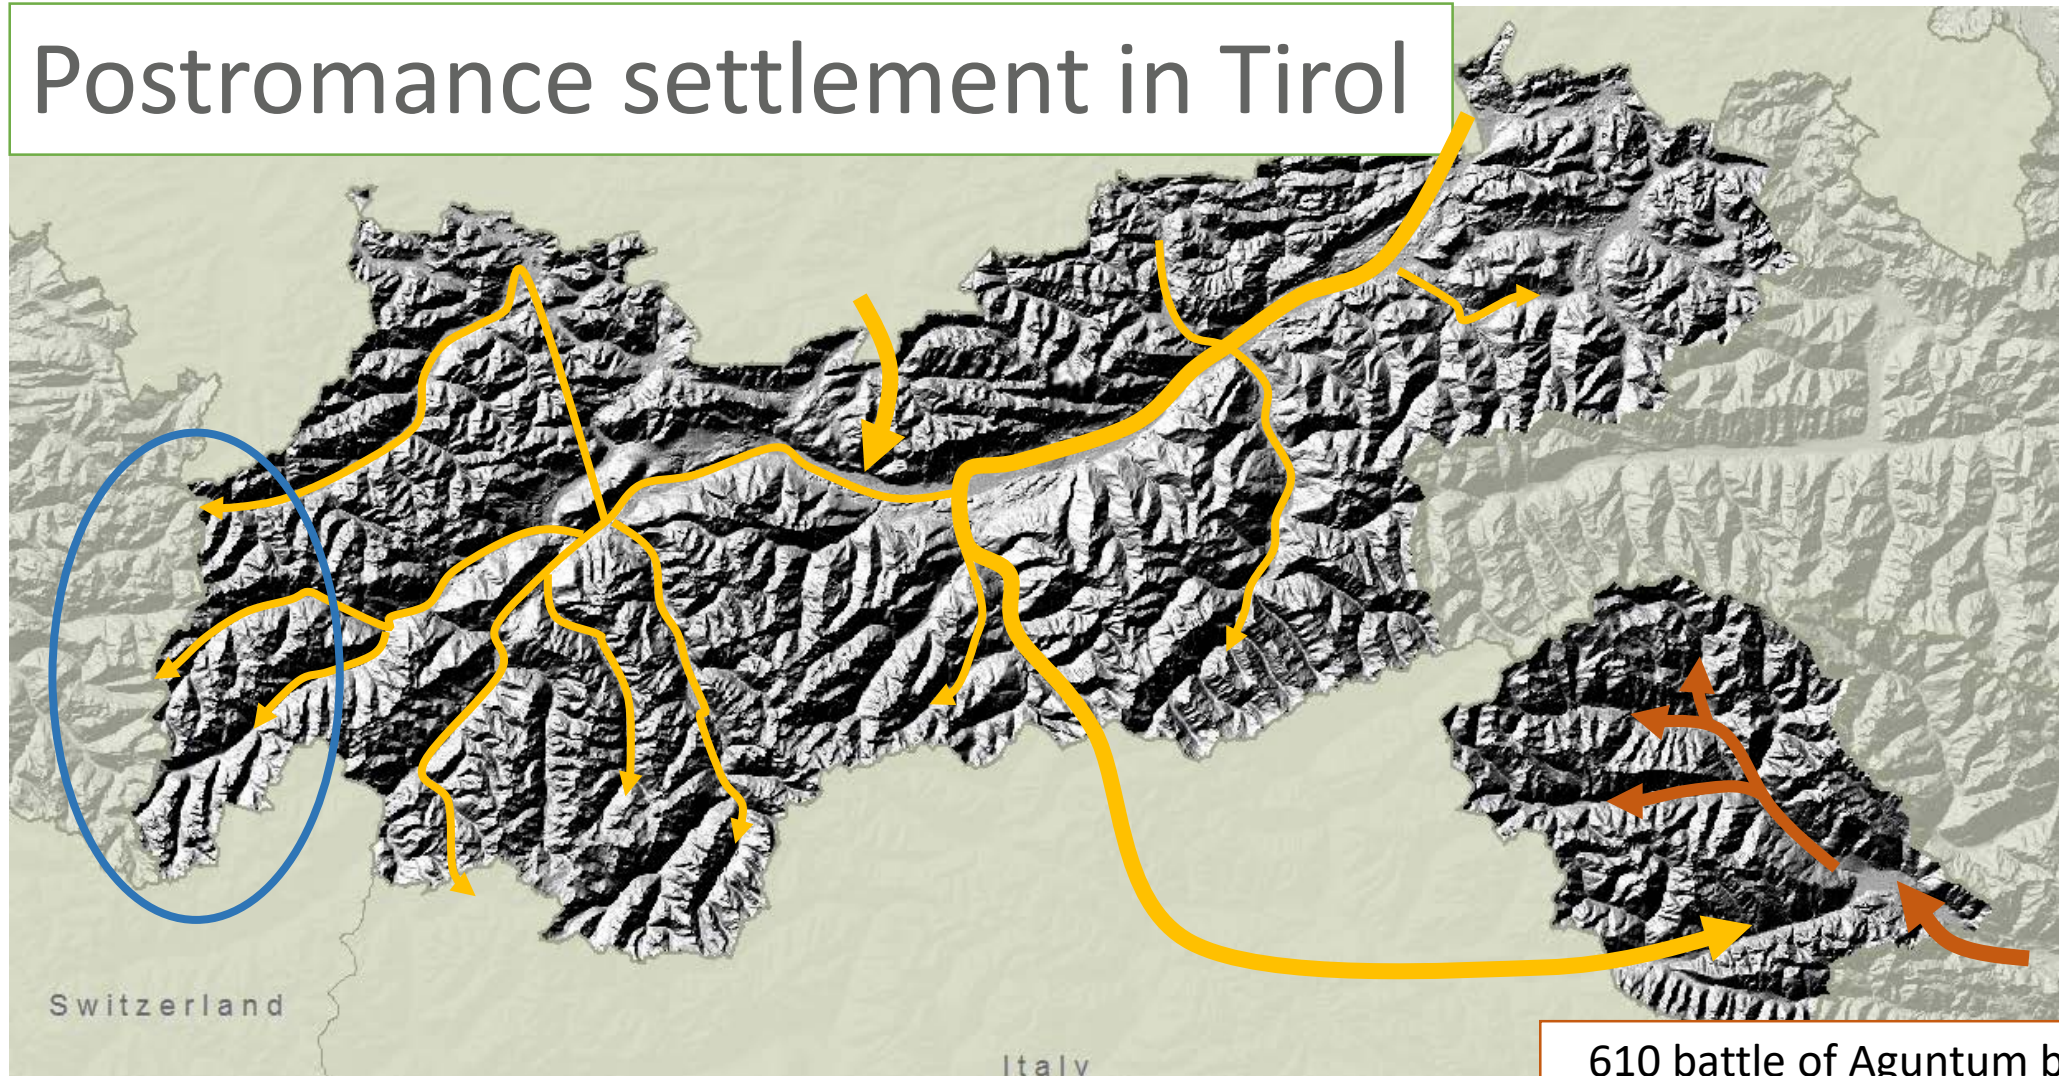 Postromance settlement in Tirol
Switzerland
Italy
610 battle of Aguntum b